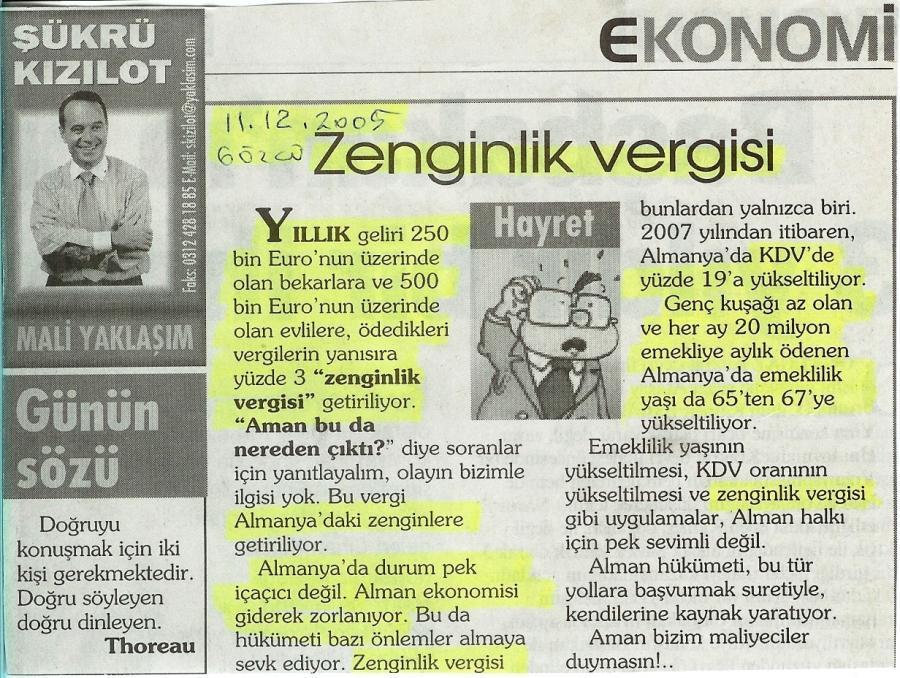 ŞÜKRÜ
KIZILOT
Faks: 0312 428 18 85 E-Mail: skizilot@yaklasim.com
MALİ YAKLAŞIM
Günün
sözü
Doğruyu
konuşmak için iki
kişi gerekmektedir.
Doğru söyleyen
doğru dinleyen.
Thoreau
EKONOMİ
11.12.2005
GÖZCÜ
Zenginlik vergisi
YILLIK geliri 250
bin Euro'nun üzerinde
olan bekarlara ve 500
bin Euro'nun üzerinde
olan evlilere, ödedikleri
vergilerin yanısıra
yüzde 3 “zenginlik
vergisi” getiriliyor.
“Aman bu da
nereden çıktı?” diye soranlar
için yanıtlayalım, olayın bizimle
ilgisi yok. Bu vergi
Almanya'daki zenginlere
getiriliyor.
Almanya'da durum pek
içaçıcı değil. Alman ekonomisi
giderek zorlanıyor. Bu da
hükümeti bazı önlemler almaya
sevk ediyor. Zenginlik vergisi
Hayret
bunlardan yalnızca biri.
2007 yılından itibaren,
Almanya'da KDV'de
yüzde 19'a yükseltiliyor.
Genç kuşağı az olan
ve her ay 20 milyon
emekliye aylık ödenen
Almanya'da emeklilik
yaşı da 65'ten 67'ye
yükseltiliyor.
Emeklilik yaşının
yükseltilmesi, KDV oranının
yükseltilmesi ve zenginlik vergisi
gibi uygulamalar, Alman halkı
için pek sevimli değil.
Alman hükümeti, bu tür
yollara başvurmak suretiyle,
kendilerine kaynak yaratıyor.
Aman bizim maliyeciler
duymasın!..